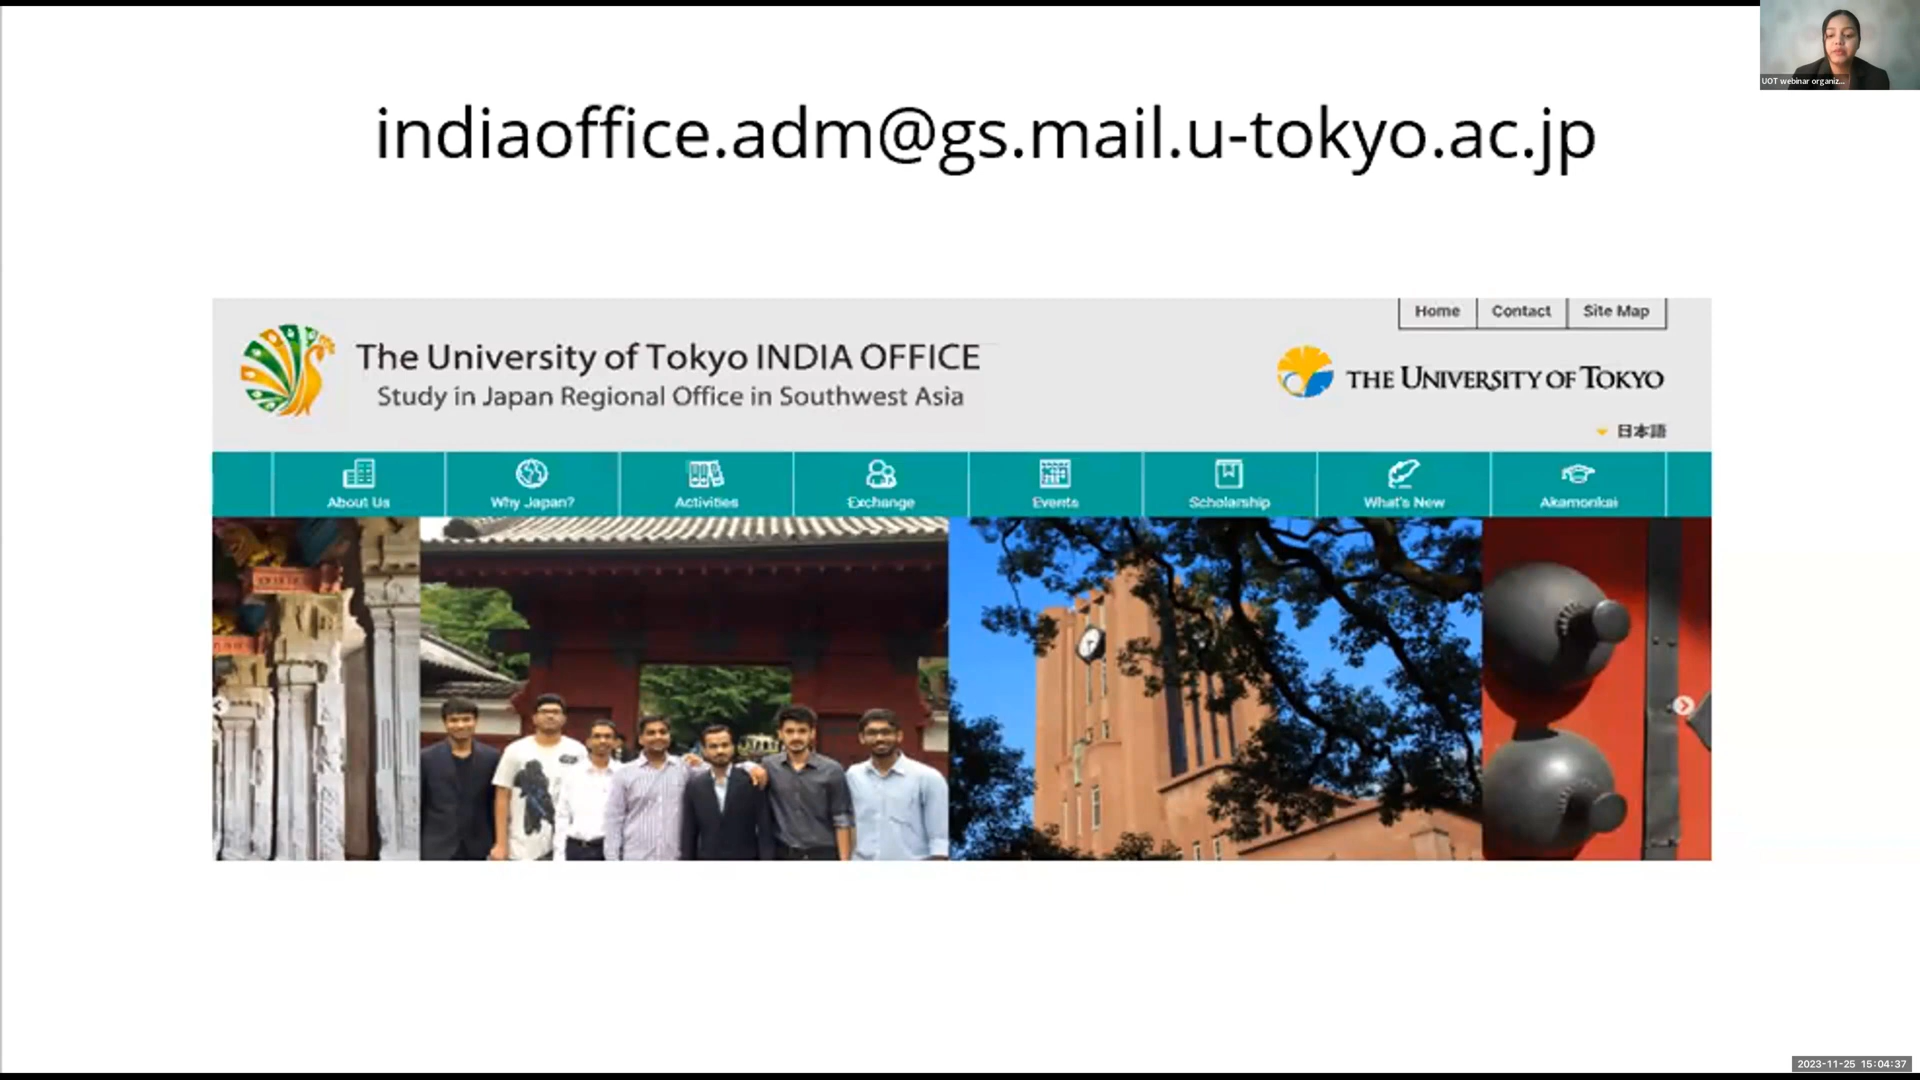 UOT webinar organiz...
indiaoffice.adm@gs.mail.u-tokyo.ac.jp
Home Contact Site Map
The University of Tokyo INDIA OFFICE
Study in Japan Regional Office in Southwest Asia
THE UNIVERSITY OF TOKYO
日本語
About Us Why Japan? Activities Exchange Events Scholarship What's New Akamonkai
2023-11-25 15:04:37